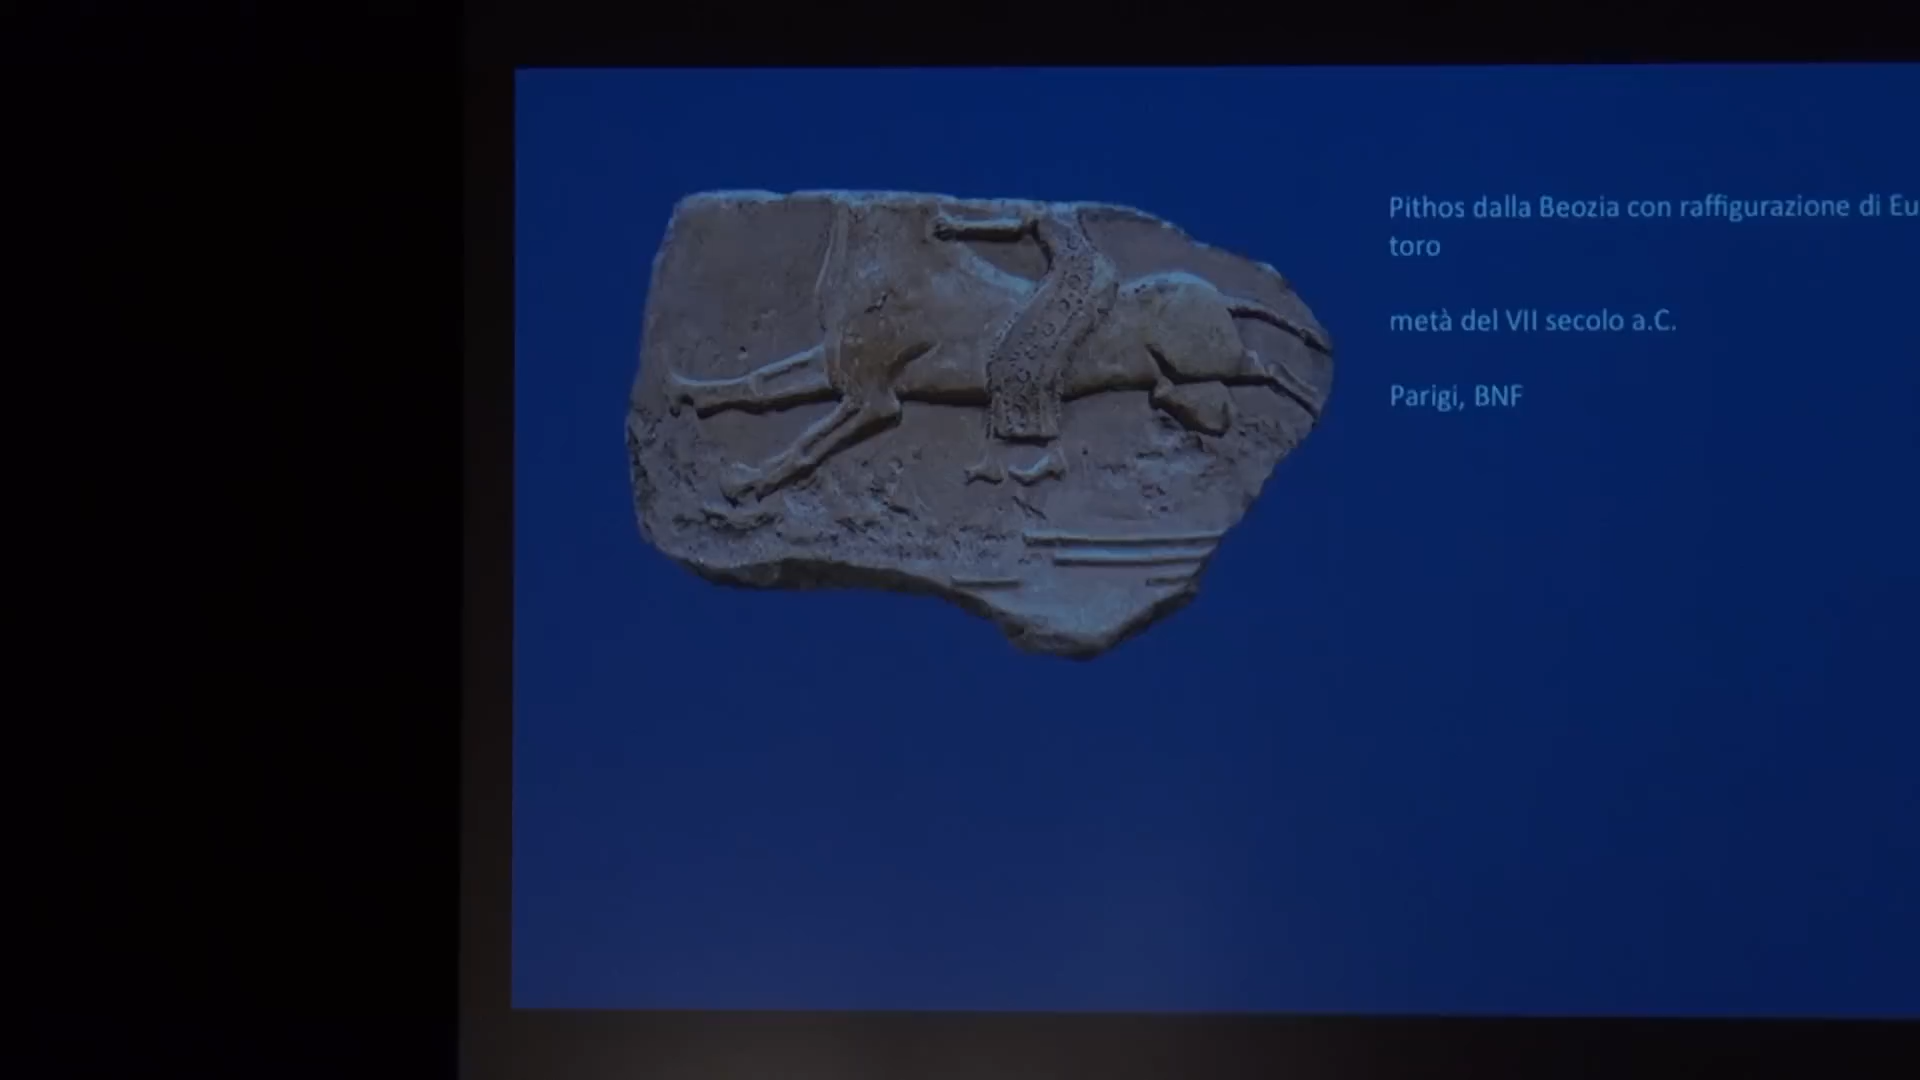 Pithos dalla Beozia con raffigurazione di
toro
metà del VII secolo a.C.
Parigi, BNF